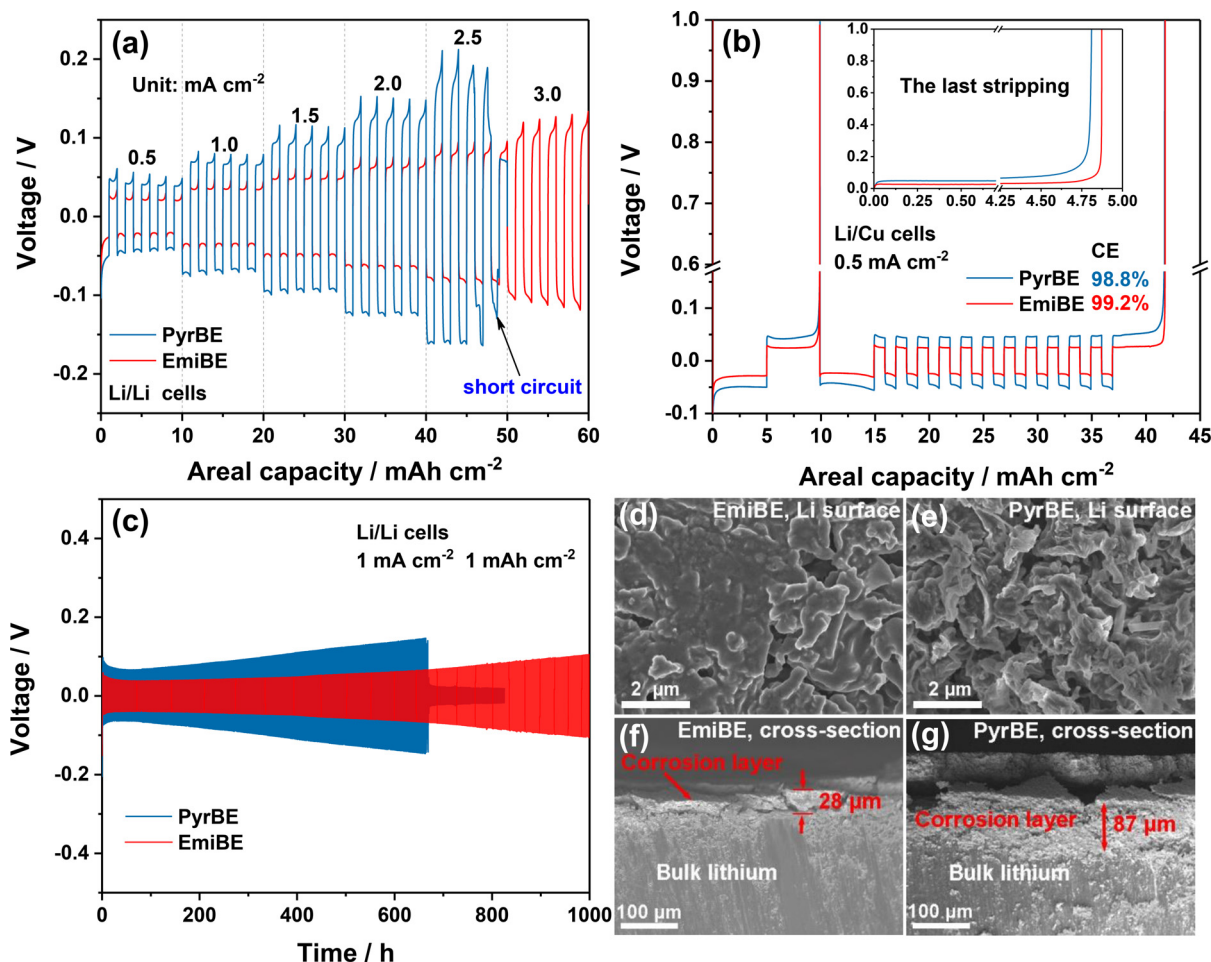 (a)
Unit: mA cm-2
0.5
1.0
1.5
2.0
2.5
3.0
PyrBE
EmiBE
Li/Li cells
short circuit
0.2
0.1
0.0
-0.1
-0.2
Voltage / V
0 10 20 30 40 50 60
Areal capacity / mAh cm-2
(b)
The last stripping
1.0
0.8
0.6
0.4
0.2
0.0
0.00 0.25 0.50 4.25 4.50 4.75 5.00
Li/Cu cells
0.5 mA cm-2
CE
PyrBE 98.8%
EmiBE 99.2%
1.0
0.9
0.8
0.7
0.6
0.1
0.0
-0.1
Voltage / V
0 5 10 15 20 25 30 35 40 45
Areal capacity / mAh cm-2
(c)
Li/Li cells
1 mA cm-2 1 mAh cm-2
PyrBE
EmiBE
0.4
0.2
0.0
-0.2
-0.4
Voltage / V
0 200 400 600 800 1000
Time / h
(d) EmiBE, Li surface
2 μm
(e) PyrBE, Li surface
2 μm
(f) EmiBE, cross-section
Corrosion layer
28 μm
Bulk lithium
100 μm
(g) PyrBE, cross-section
Corrosion layer
87 μm
Bulk lithium
100 μm